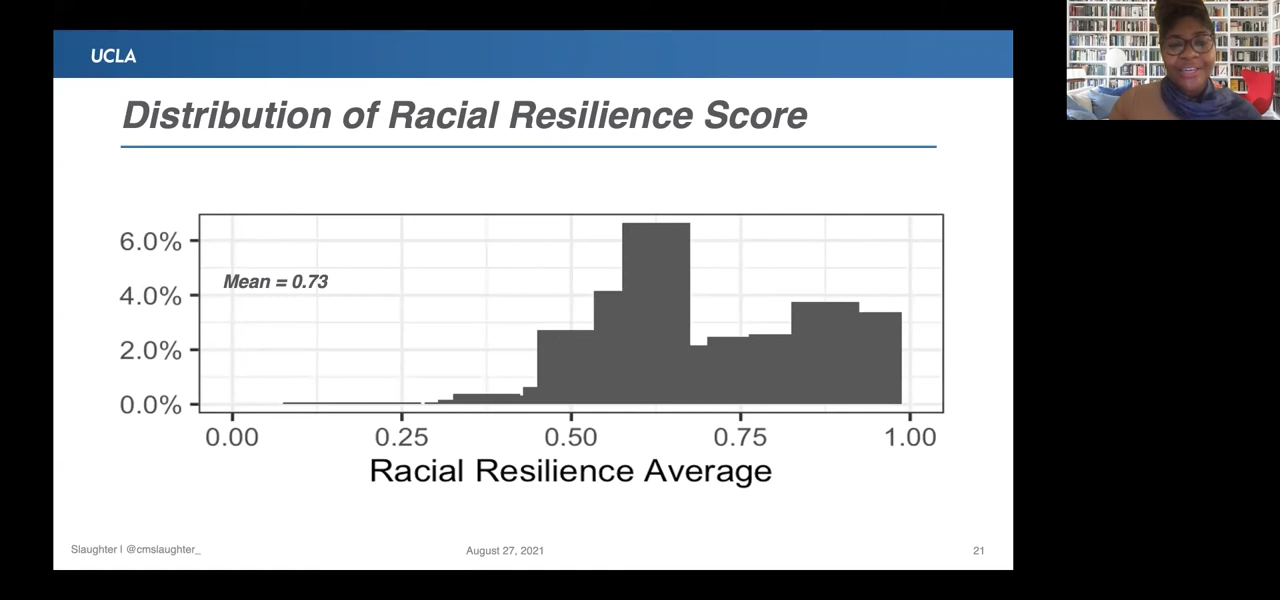 UCLA
Distribution of Racial Resilience Score
6.0%
Mean = 0.73
4.0%
2.0%
0.0%
0.00 0.25 0.50 0.75 1.00
Racial Resilience Average
Slaughter | @cmslaughter_ August 27, 2021 21